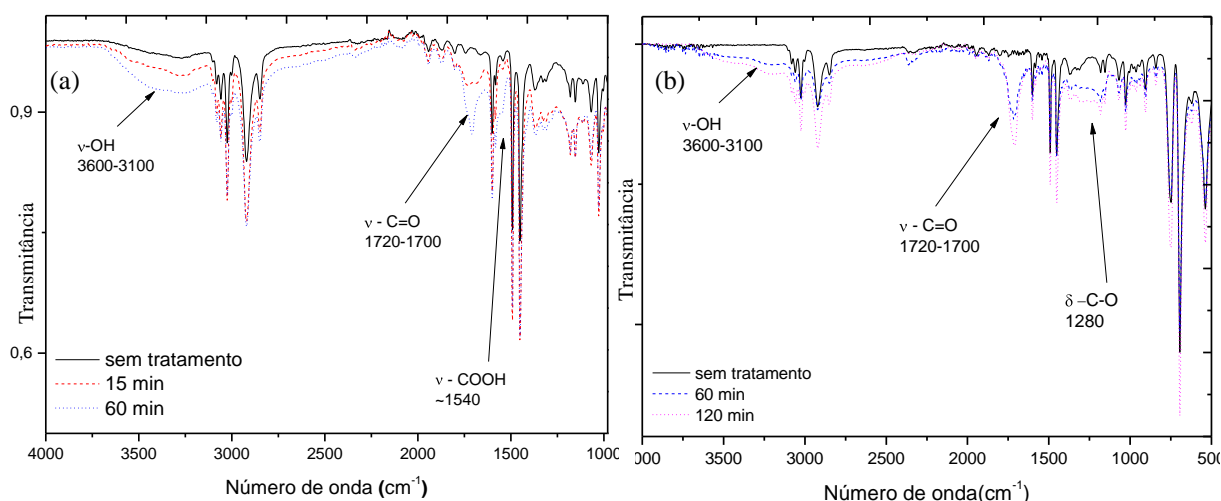 (a)
0,9
0,6
Transmitância
ν-OH
3600-3100
ν - C=O
1720-1700
ν - COOH
~1540
sem tratamento
15 min
60 min
4000 3500 3000 2500 2000 1500 1000
Número de onda (cm-1)
(b)
Transmitância
ν-OH
3600-3100
ν - C=O
1720-1700
δ –C-O
1280
sem tratamento
60 min
120 min
4000 3500 3000 2500 2000 1500 1000 500
Número de onda(cm-1)